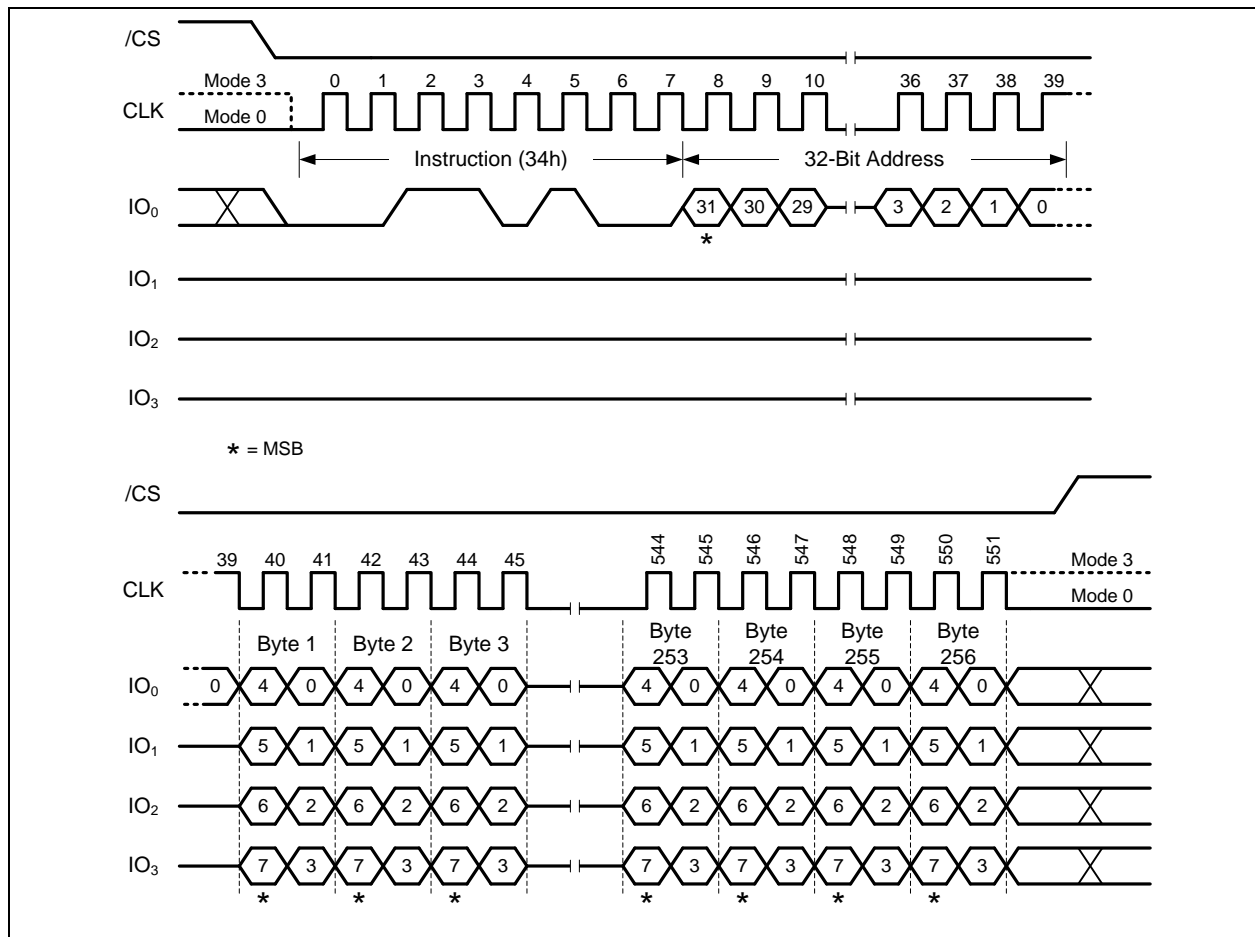 /CS
Mode 3 0 1 2 3 4 5 6 7 8 9 10 36 37 38 39
CLK Mode 0
Instruction (34h) 32-Bit Address
IO0 31 30 29 3 2 1 0
*
IO1
IO2
IO3
* = MSB
/CS
39 40 41 42 43 44 45 544 545 546 547 548 549 550 551 Mode 3
CLK Mode 0
Byte 1 Byte 2 Byte 3 Byte 253 Byte 254 Byte 255 Byte 256
IO0 0 4 0 4 0 4 0 4 0 4 0 4 0 4 0
IO1 5 1 5 1 5 1 5 1 5 1 5 1 5 1
IO2 6 2 6 2 6 2 6 2 6 2 6 2 6 2
IO3 7 3 7 3 7 3 7 3 7 3 7 3 7 3
* * * * * * *